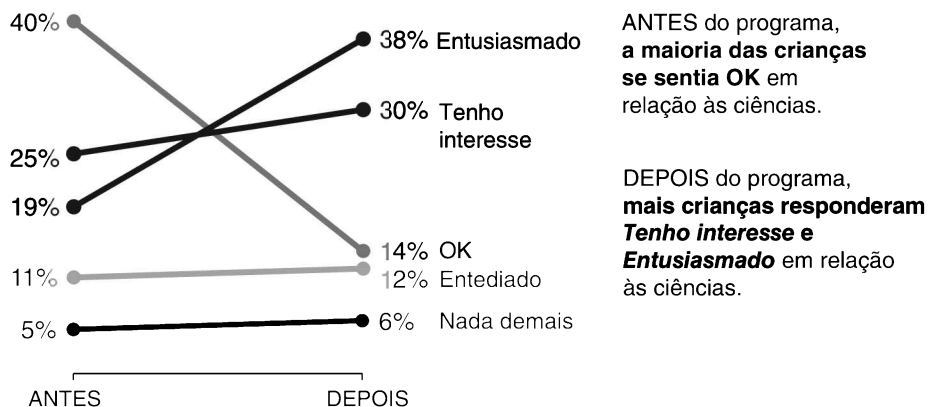 40%
25%
19%
11%
5%
38% Entusiasmado
30% Tenho
interesse
14% OK
12% Entediado
6% Nada demais
ANTES
DEPOIS
ANTES do programa,
a maioria das crianças
se sentia OK em
relação às ciências.
DEPOIS do programa,
mais crianças responderam
Tenho interesse e
Entusiasmado em relação
às ciências.